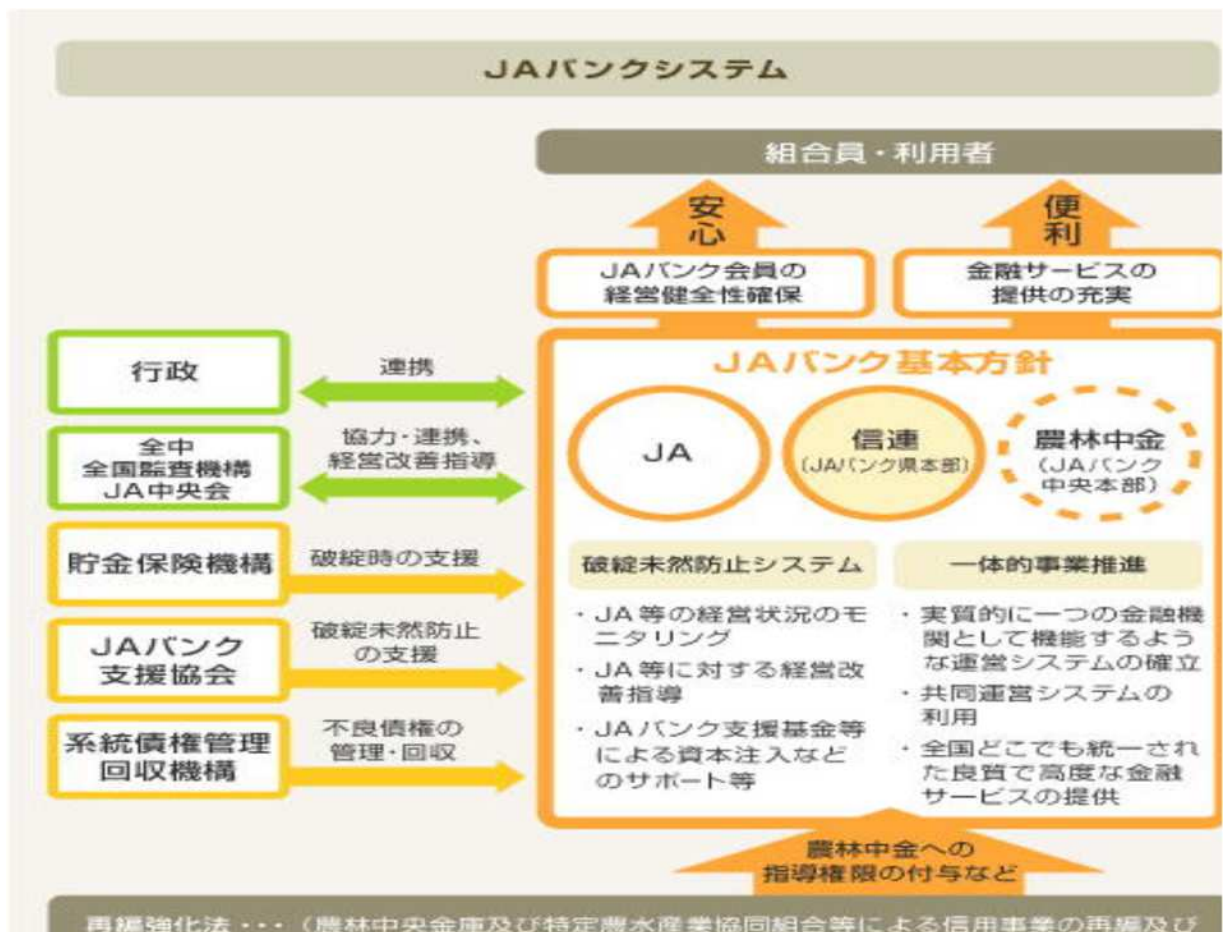 JAバンクシステム
組合員・利用者
安心
便利
JAバンク会員の
経営健全性確保
金融サービスの
提供の充実
行政
連携
全中
全国監査機構
JA中央会
協力・連携、
経営改善指導
貯金保険機構
破綻時の支援
JAバンク
支援協会
破綻未然防止
の支援
系統債権管理
回収機構
不良債権の
管理・回収
JAバンク基本方針
JA
信連
(JAバンク県本部)
農林中金
(JAバンク
中央本部)
破綻未然防止システム
・JA等の経営状況のモ
ニタリング
・JA等に対する経営改
善指導
・JAバンク支援基金等
による資本注入など
のサポート等
一体的事業推進
・実質的に一つの金融機
関として機能するよう
な運営システムの確立
・共同運営システムの
利用
・全国どこでも統一され
た良質で高度な金融
サービスの提供
農林中金への
指導権限の付与など
再編強化法・・・(農林中央金庫及び特定農水産業協同組合等による信用事業の再編及び